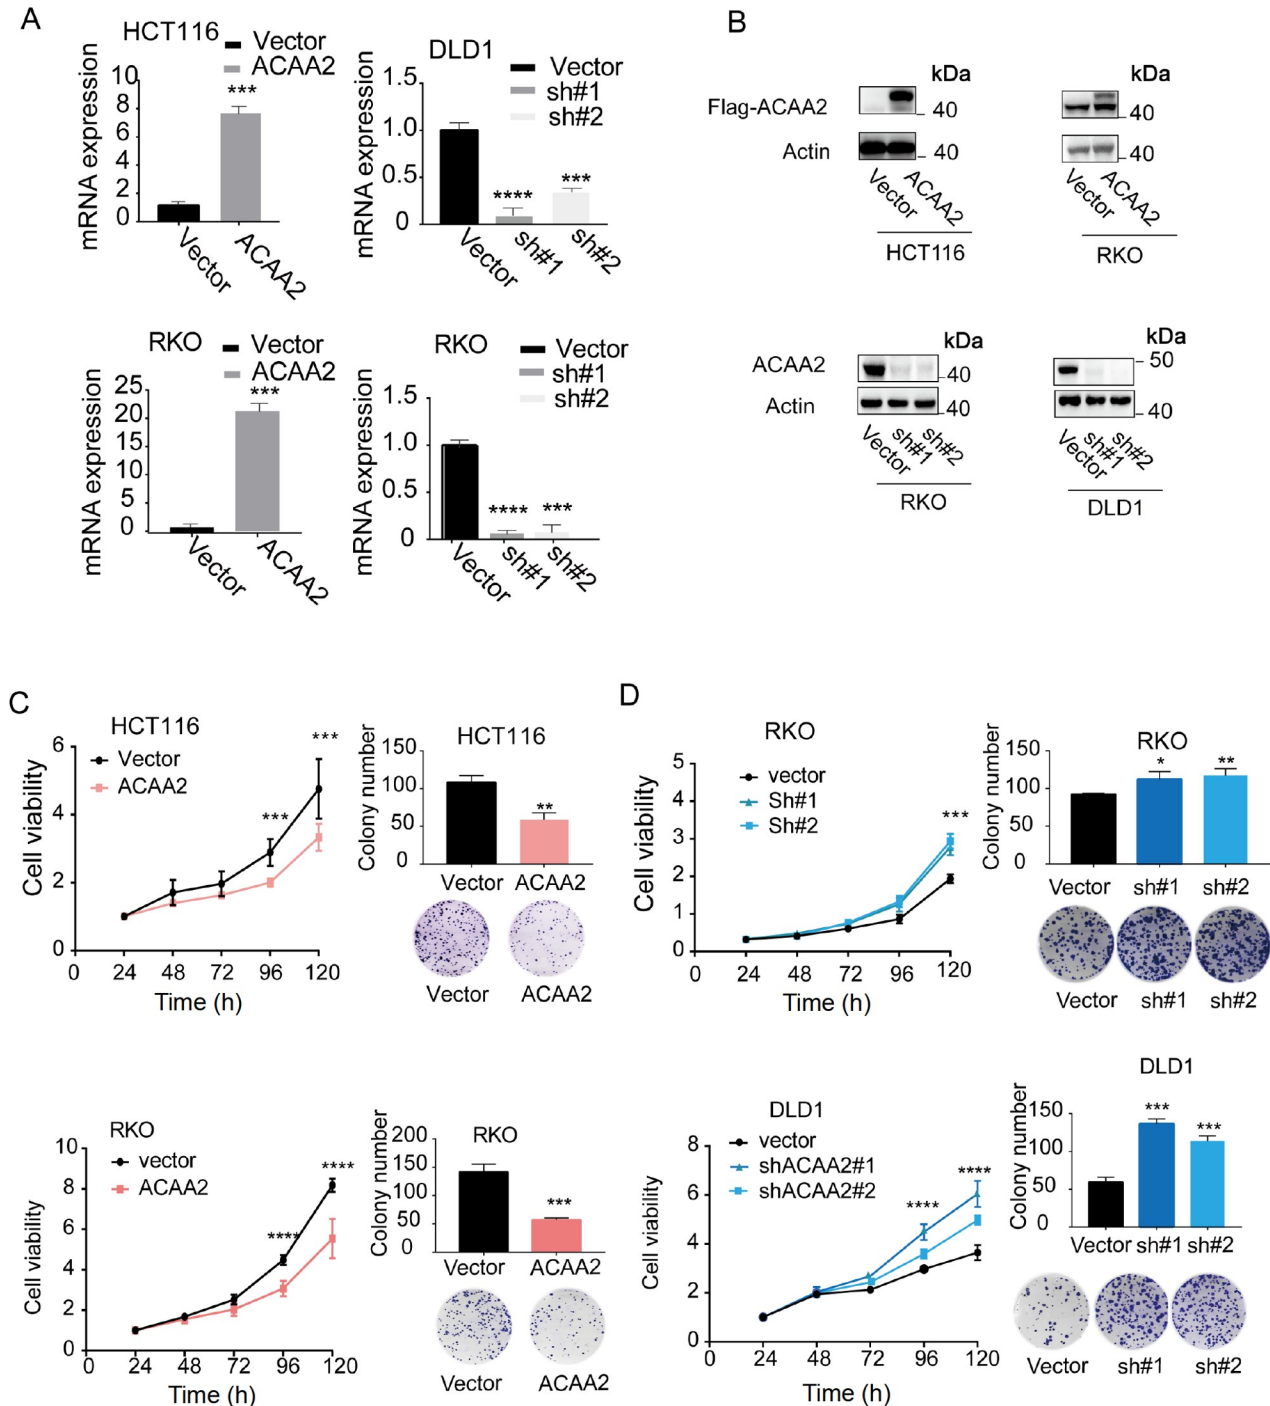 A
HCT116
Vector
ACAA2
mRNA expression
10
8
6
4
2
0
***
Vector
ACAA2
DLD1
Vector
sh#1
sh#2
mRNA expression
1.5
1.0
0.5
0
****
***
Vector
sh#1
sh#2
RKO
Vector
ACAA2
mRNA expression
25
20
15
10
5
0
***
Vector
ACAA2
RKO
Vector
sh#1
sh#2
mRNA expression
1.5
1.0
0.5
0
****
***
Vector
sh#1
sh#2
B
kDa
Flag-ACAA2
40
Actin
40
Vector
ACAA2
HCT116
kDa
40
40
Vector
ACAA2
RKO
kDa
ACAA2
40
Actin
40
Vector
sh#1
sh#2
RKO
kDa
50
40
Vector
sh#1
sh#2
DLD1
C
HCT116
Vector
ACAA2
Cell viability
6
4
2
0
***
***
0 24 48 72 96 120
Time (h)
HCT116
Colony number
150
100
50
0
**
Vector ACAA2
Vector ACAA2
RKO
vector
ACAA2
Cell viability
10
8
6
4
2
0
****
****
0 24 48 72 96 120
Time (h)
RKO
Colony number
200
150
100
50
0
***
Vector ACAA2
Vector ACAA2
D
RKO
vector
Sh#1
Sh#2
Cell viability
5
4
3
2
1
0
***
0 24 48 72 96 120
Time (h)
RKO
Colony number
150
100
50
0
*
**
Vector sh#1 sh#2
Vector sh#1 sh#2
DLD1
vector
shACAA2#1
shACAA2#2
Cell viability
8
6
4
2
0
****
****
0 24 48 72 96 120
Time (h)
DLD1
Colony number
150
100
50
0
***
***
Vector sh#1 sh#2
Vector sh#1 sh#2